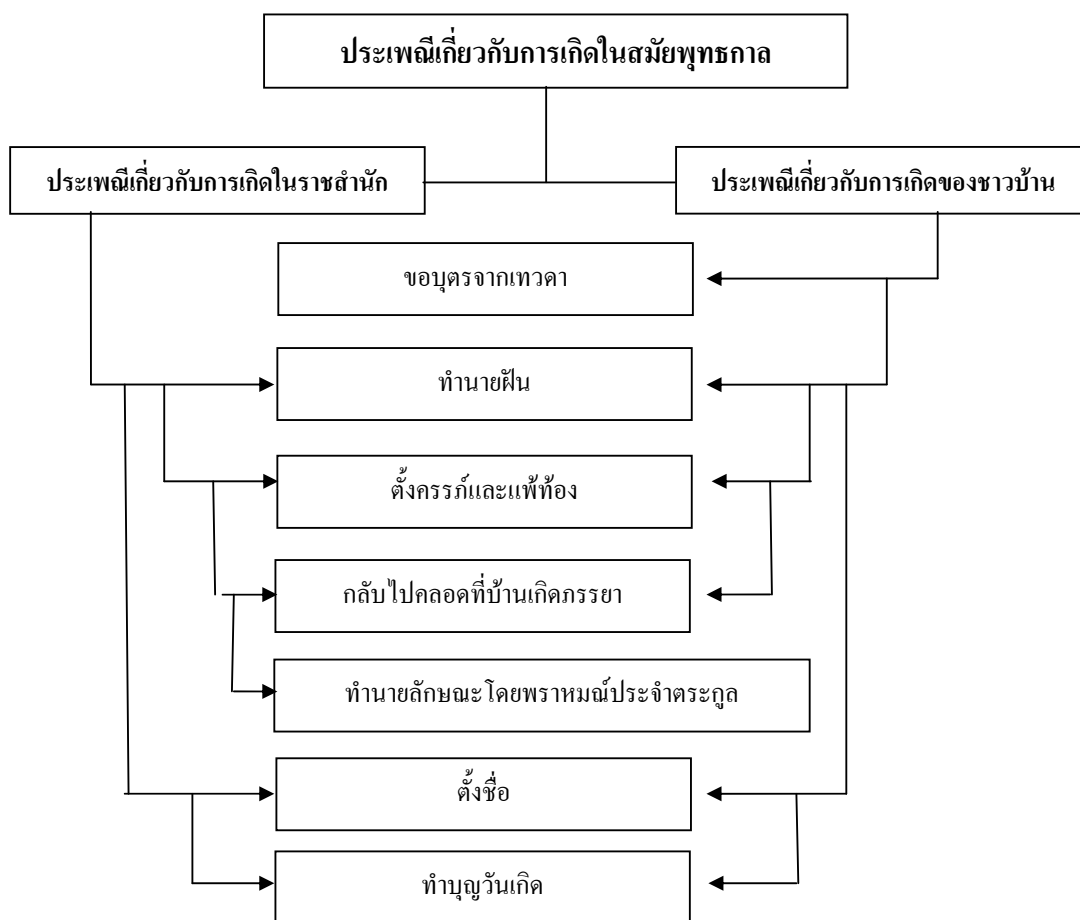 ประเพณีเกี่ยวกับการเกิดในสมัยพุทธกาล
ประเพณีเกี่ยวกับการเกิดในราชสำนัก
ประเพณีเกี่ยวกับการเกิดของชาวบ้าน
ขอบุตรจากเทวดา
ทำนายฝัน
ตั้งครรภ์และแพ้ท้อง
กลับไปคลอดที่บ้านเกิดภรรยา
ทำนายลักษณะโดยพราหมณ์ประจำตระกูล
ตั้งชื่อ
ทำบุญวันเกิด